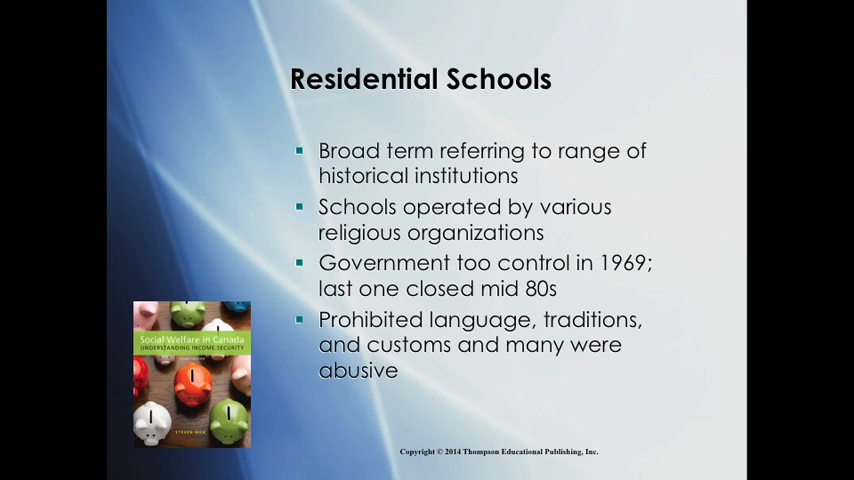 Residential Schools
Broad term referring to range of
historical institutions
Schools operated by various
religious organizations
Government too control in 1969;
last one closed mid 80s
Prohibited language, traditions,
and customs and many were
abusive
Social Welfare in Canada
UNDERSTANDING INCOME SECURITY
STEVEN HICK
Copyright © 2014 Thompson Educational Publishing, Inc.